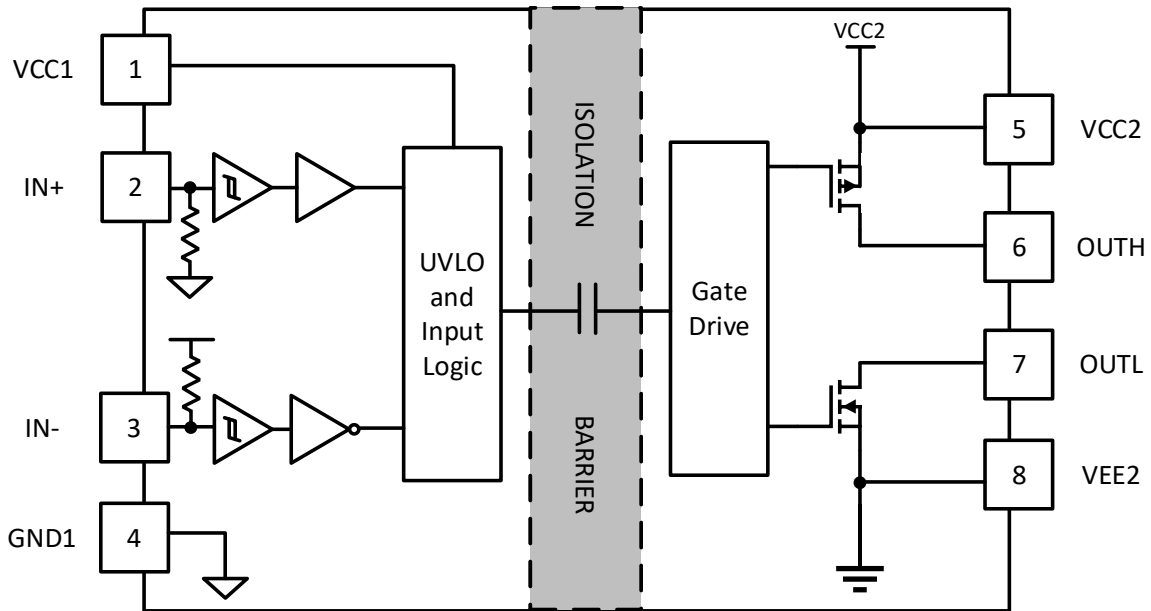 VCC1
1
IN+
2
IN-
3
GND1
4
UVLO
and
Input
Logic
ISOLATION
BARRIER
Gate
Drive
VCC2
5
VCC2
6
OUTH
7
OUTL
8
VEE2